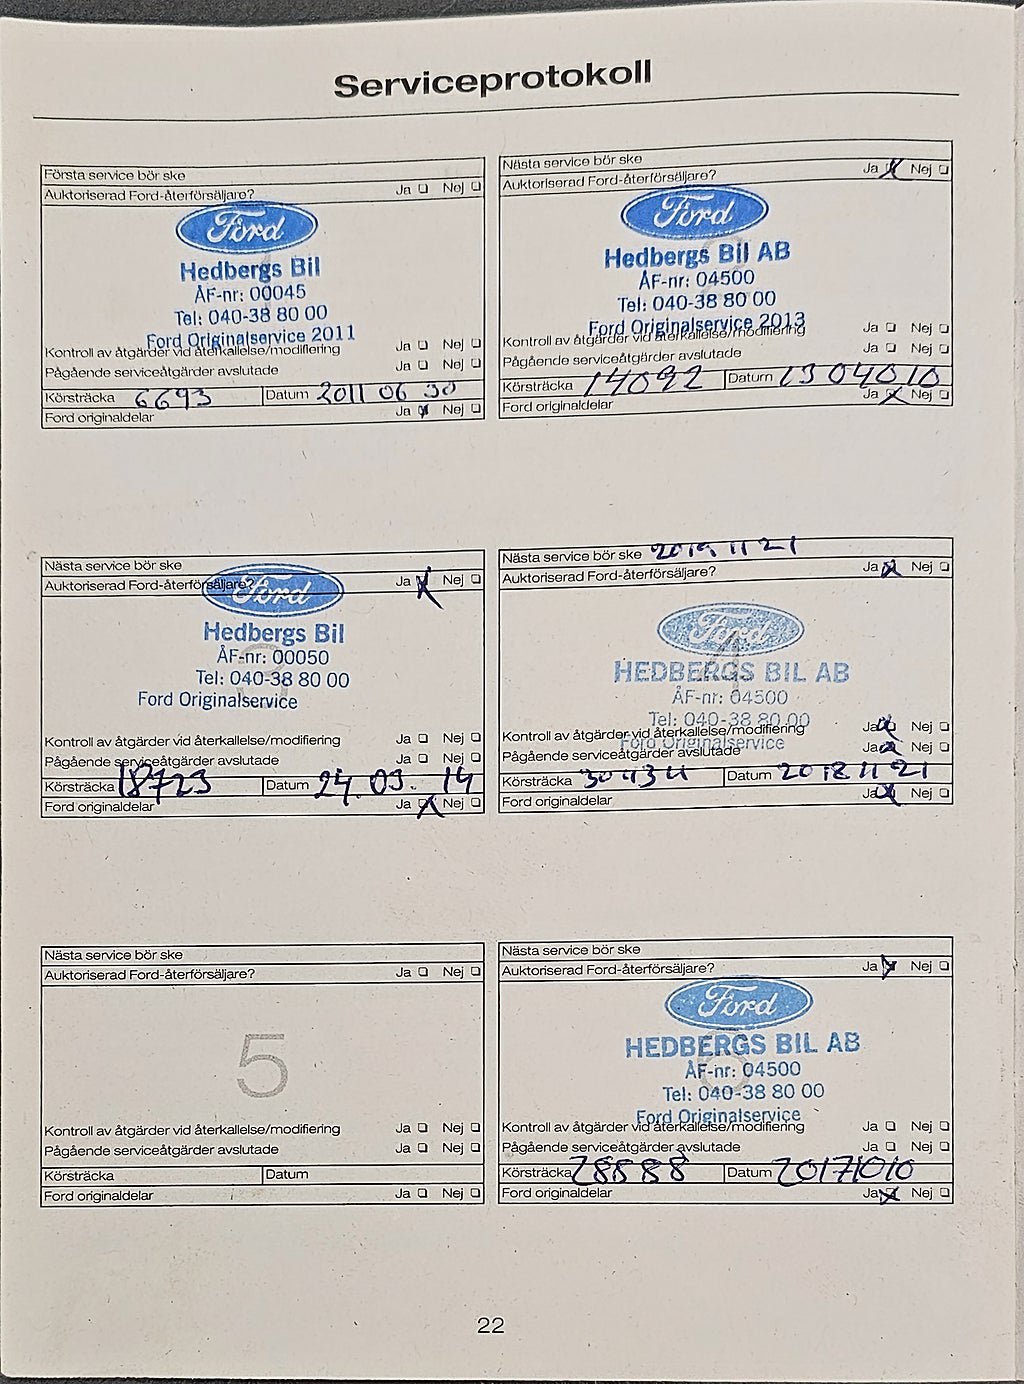 Serviceprotokoll
Första service bör ske
Auktoriserad Ford-återförsäljare? Ja Nej
Ford
Hedbergs Bil
ÅF-nr: 00045
Tel: 040-38 80 00
Ford Originalservice 2011
Kontroll av åtgärder vid återkallelse/modifiering Ja Nej
Pågående serviceåtgärder avslutade Ja Nej
Körsträcka 6693 Datum 2011 06 30
Ford originaldelar Ja Nej
Nästa service bör ske
Auktoriserad Ford-återförsäljare? Ja Nej
Ford
Hedbergs Bil AB
ÅF-nr: 04500
Tel: 040-38 80 00
Ford Originalservice 2013
Kontroll av åtgärder vid återkallelse/modifiering Ja Nej
Pågående serviceåtgärder avslutade Ja Nej
Körsträcka 14092 Datum
Ford originaldelar Ja Nej
Nästa service bör ske
Auktoriserad Ford-återförsäljare? Ja Nej
Ford
Hedbergs Bil
ÅF-nr: 00050
3
Tel: 040-38 80 00
Ford Originalservice
Kontroll av åtgärder vid återkallelse/modifiering Ja Nej
Pågående serviceåtgärder avslutade Ja Nej
Körsträcka 18723 Datum 24.03.14
Ford originaldelar Ja Nej
Nästa service bör ske 2019 11 21
Auktoriserad Ford-återförsäljare? Ja Nej
Ford
4
HEDBERGS BIL AB
ÅF-nr: 04500
Tel: 040-38 80 00
Kontroll av åtgärder vid återkallelse/modifiering Ja Nej
Ford Originalservice
Pågående serviceåtgärder avslutade Ja Nej
Körsträcka Datum 2018 11 21
Ford originaldelar Ja Nej
Nästa service bör ske
Auktoriserad Ford-återförsäljare? Ja Nej
5
Kontroll av åtgärder vid återkallelse/modifiering Ja Nej
Pågående serviceåtgärder avslutade Ja Nej
Körsträcka Datum
Ford originaldelar Ja Nej
Nästa service bör ske
Auktoriserad Ford-återförsäljare? Ja Nej
Ford
HEDBERGS BIL AB
ÅF-nr: 04500
Tel: 040-38 80 00
Ford Originalservice
Kontroll av åtgärder vid återkallelse/modifiering Ja Nej
Pågående serviceåtgärder avslutade Ja Nej
Körsträcka 28888 Datum 20171010
Ford originaldelar Ja Nej
22